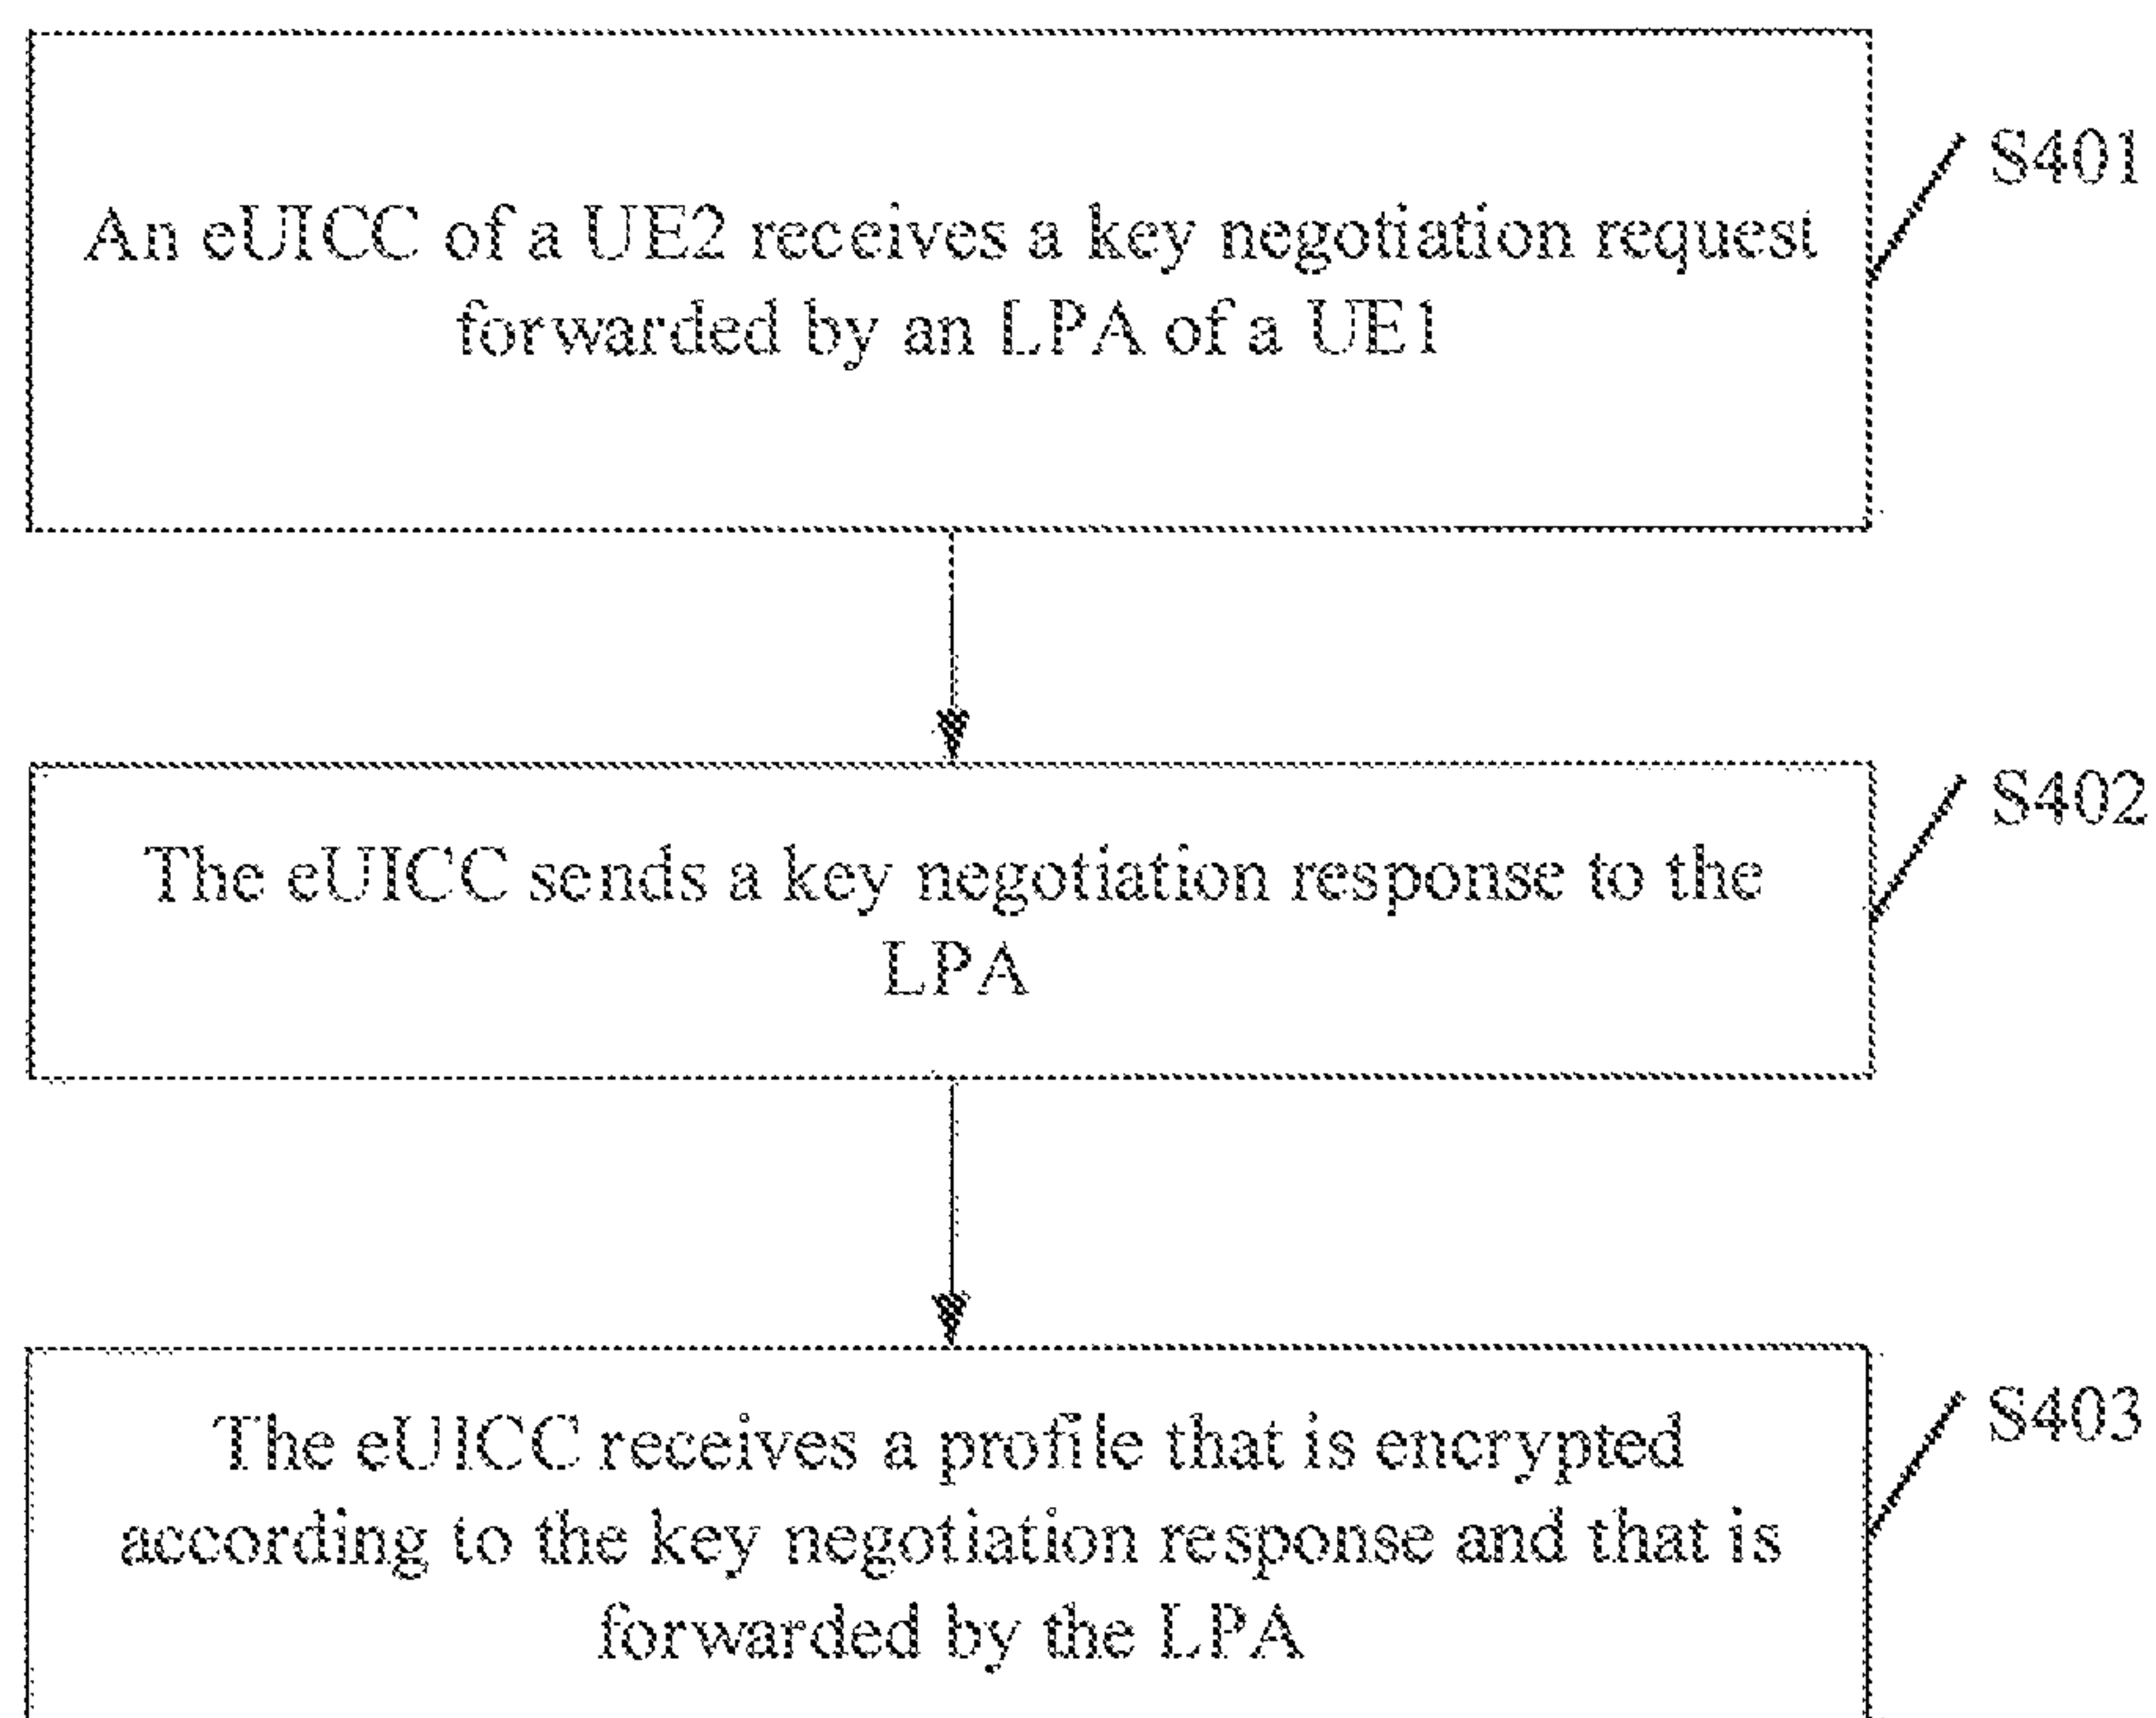 An eUICC of a UE2 receives a key negotiation request
forwarded by an LPA of a UE1
S401
The eUICC sends a key negotiation response to the
LPA
S402
The eUICC receives a profile that is encrypted
according to the key negotiation response and that is
forwarded by the LPA
S403